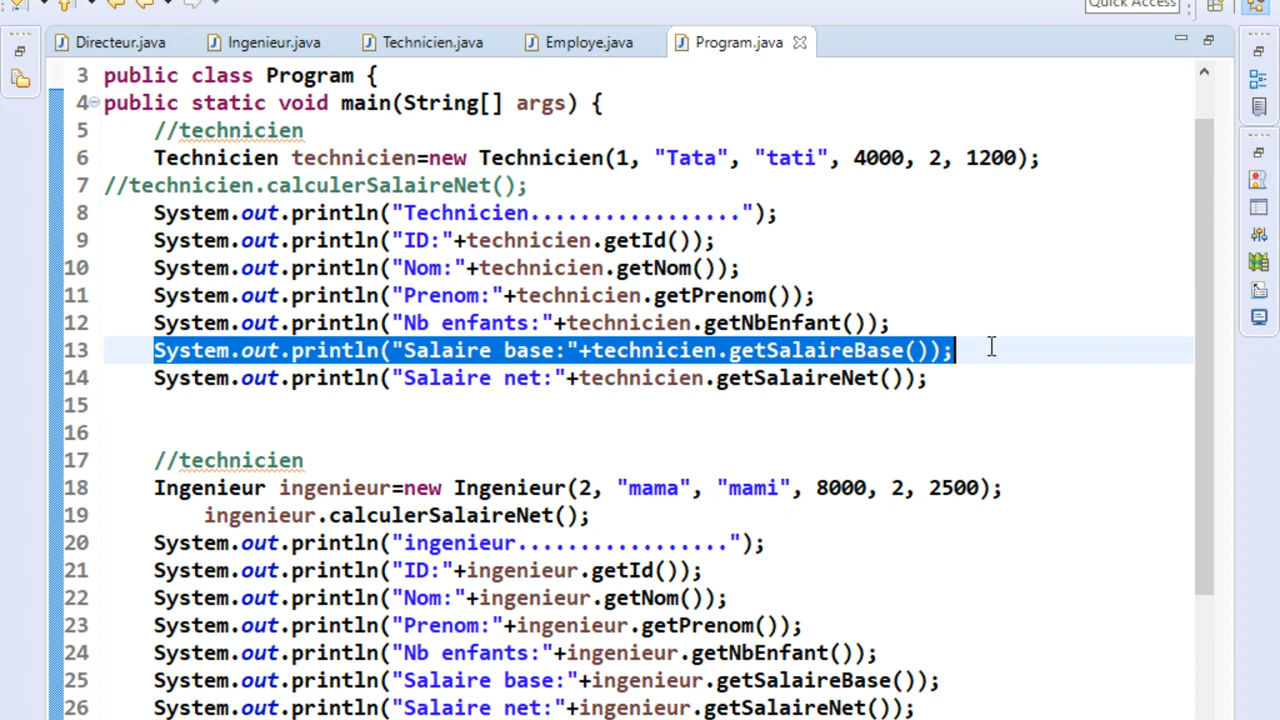 Quick Access
Directeur.java Ingenieur.java Technicien.java Employe.java Program.java
3 public class Program {
4 public static void main(String[] args) {
5 //technicien
6 Technicien technicien=new Technicien(1, "Tata", "tati", 4000, 2, 1200);
7 //technicien.calculerSalaireNet();
8 System.out.println("Technicien.................");
9 System.out.println("ID:"+technicien.getId());
10 System.out.println("Nom:"+technicien.getNom());
11 System.out.println("Prenom:"+technicien.getPrenom());
12 System.out.println("Nb enfants:"+technicien.getNbEnfant());
13 System.out.println("Salaire base:"+technicien.getSalaireBase());
14 System.out.println("Salaire net:"+technicien.getSalaireNet());
15
16
17 //technicien
18 Ingenieur ingenieur=new Ingenieur(2, "mama", "mami", 8000, 2, 2500);
19 ingenieur.calculerSalaireNet();
20 System.out.println("ingenieur.................");
21 System.out.println("ID:"+ingenieur.getId());
22 System.out.println("Nom:"+ingenieur.getNom());
23 System.out.println("Prenom:"+ingenieur.getPrenom());
24 System.out.println("Nb enfants:"+ingenieur.getNbEnfant());
25 System.out.println("Salaire base:"+ingenieur.getSalaireBase());
26 System.out.println("Salaire net:"+ingenieur.getSalaireNet());